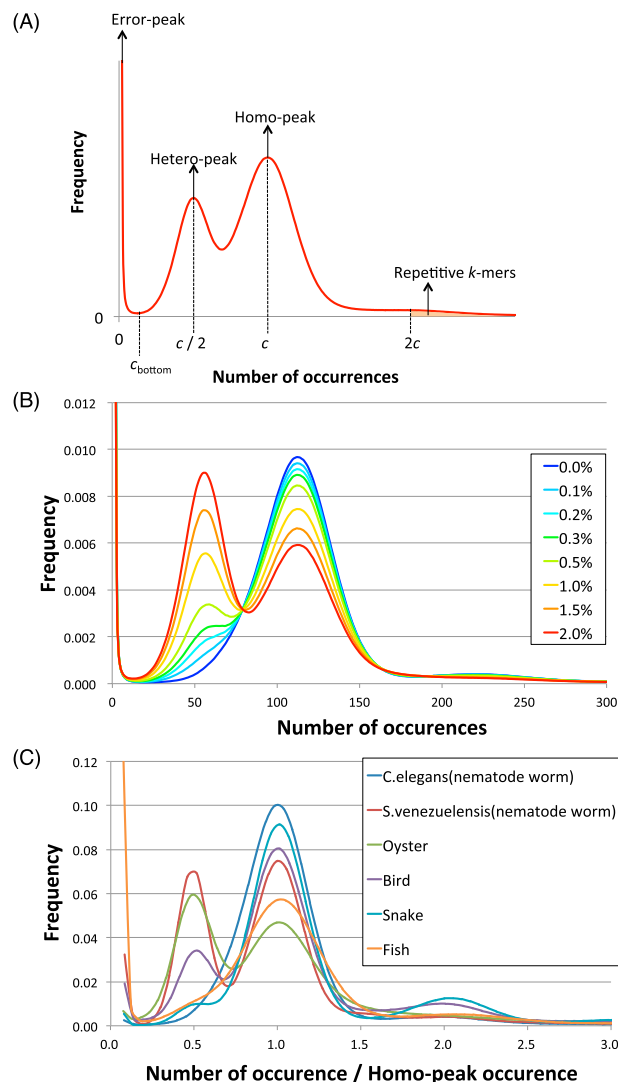 (A)
Error-peak
Homo-peak
Hetero-peak
Frequency
Repetitive k-mers
0
0
c / 2
c
2c
cbottom
Number of occurrences
(B)
0.012
0.010
0.008
0.006
0.004
0.002
0.000
Frequency
0.0%
0.1%
0.2%
0.3%
0.5%
1.0%
1.5%
2.0%
0 50 100 150 200 250 300
Number of occurences
(C)
0.12
0.10
0.08
0.06
0.04
0.02
0.00
Frequency
C.elegans(nematode worm)
S.venezuelensis(nematode worm)
Oyster
Bird
Snake
Fish
0.0 0.5 1.0 1.5 2.0 2.5 3.0
Number of occurence / Homo-peak occurence